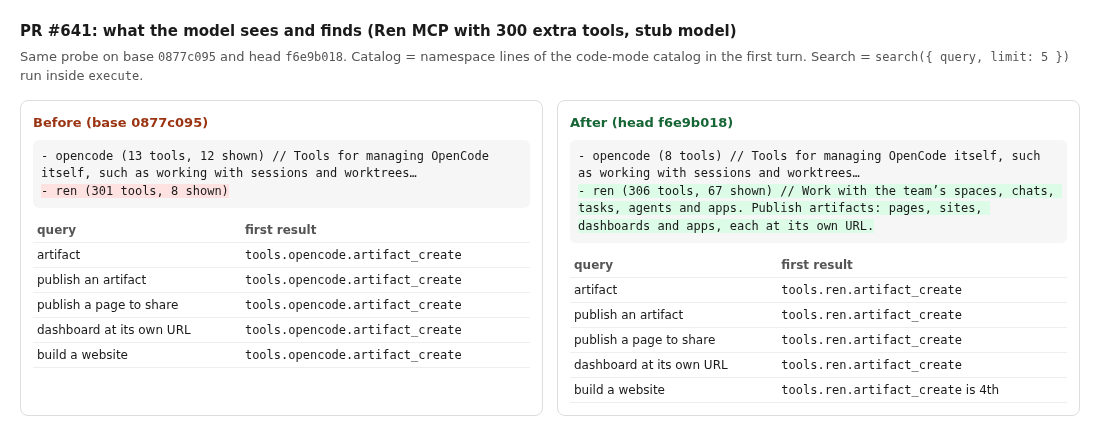 PR #641: what the model sees and finds (Ren MCP with 300 extra tools, stub model)
Same probe on base 0877c095 and head f6e9b018. Catalog = namespace lines of the code-mode catalog in the first turn. Search = search({ query, limit: 5 })
run inside execute.
Before (base 0877c095)
- opencode (13 tools, 12 shown) // Tools for managing OpenCode
itself, such as working with sessions and worktrees…
- ren (301 tools, 8 shown)
query first result
artifact tools.opencode.artifact_create
publish an artifact tools.opencode.artifact_create
publish a page to share tools.opencode.artifact_create
dashboard at its own URL tools.opencode.artifact_create
build a website tools.opencode.artifact_create
After (head f6e9b018)
- opencode (8 tools) // Tools for managing OpenCode itself, such
as working with sessions and worktrees…
- ren (306 tools, 67 shown) // Work with the team’s spaces, chats,
tasks, agents and apps. Publish artifacts: pages, sites,
dashboards and apps, each at its own URL.
query first result
artifact tools.ren.artifact_create
publish an artifact tools.ren.artifact_create
publish a page to share tools.ren.artifact_create
dashboard at its own URL tools.ren.artifact_create
build a website tools.ren.artifact_create is 4th